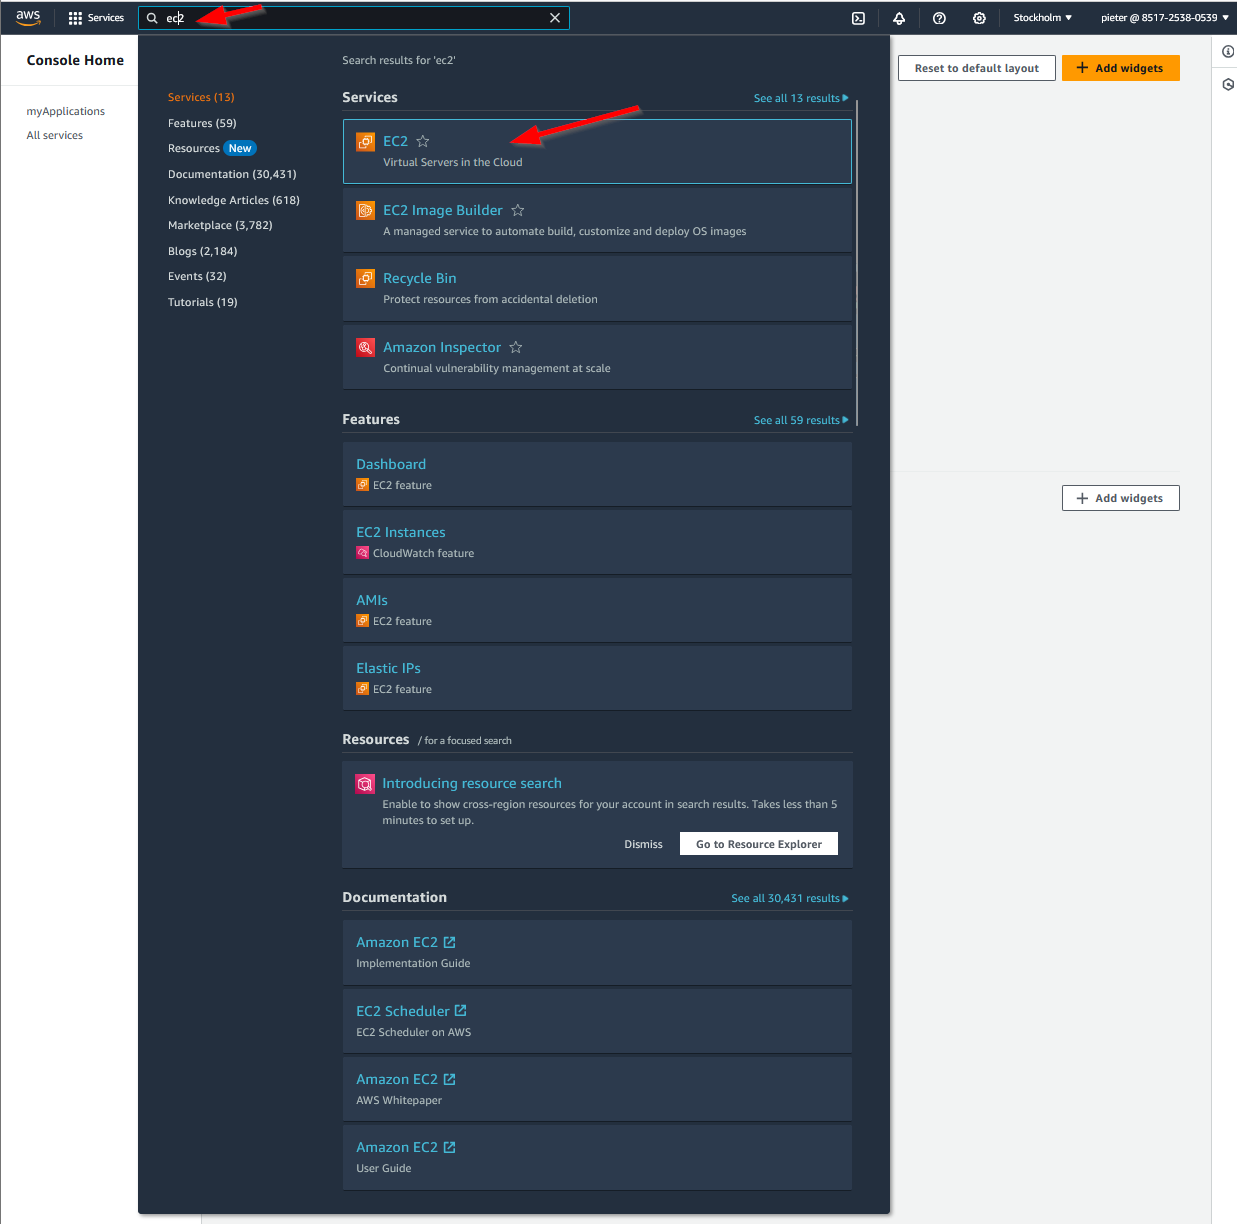 aws
Services
ec2
Stockholm
pieter @ 8517-2538-0539
Console Home
myApplications
All services
Reset to default layout
Add widgets
Add widgets
Search results for 'ec2'
Services (13)
Features (59)
Resources New
Documentation (30,431)
Knowledge Articles (618)
Marketplace (3,782)
Blogs (2,184)
Events (32)
Tutorials (19)
Services
See all 13 results
EC2
Virtual Servers in the Cloud
EC2 Image Builder
A managed service to automate build, customize and deploy OS images
Recycle Bin
Protect resources from accidental deletion
Amazon Inspector
Continual vulnerability management at scale
Features
See all 59 results
Dashboard
EC2 feature
EC2 Instances
CloudWatch feature
AMIs
EC2 feature
Elastic IPs
EC2 feature
Resources / for a focused search
Introducing resource search
Enable to show cross-region resources for your account in search results. Takes less than 5
minutes to set up.
Dismiss
Go to Resource Explorer
Documentation
See all 30,431 results
Amazon EC2
Implementation Guide
EC2 Scheduler
EC2 Scheduler on AWS
Amazon EC2
AWS Whitepaper
Amazon EC2
User Guide